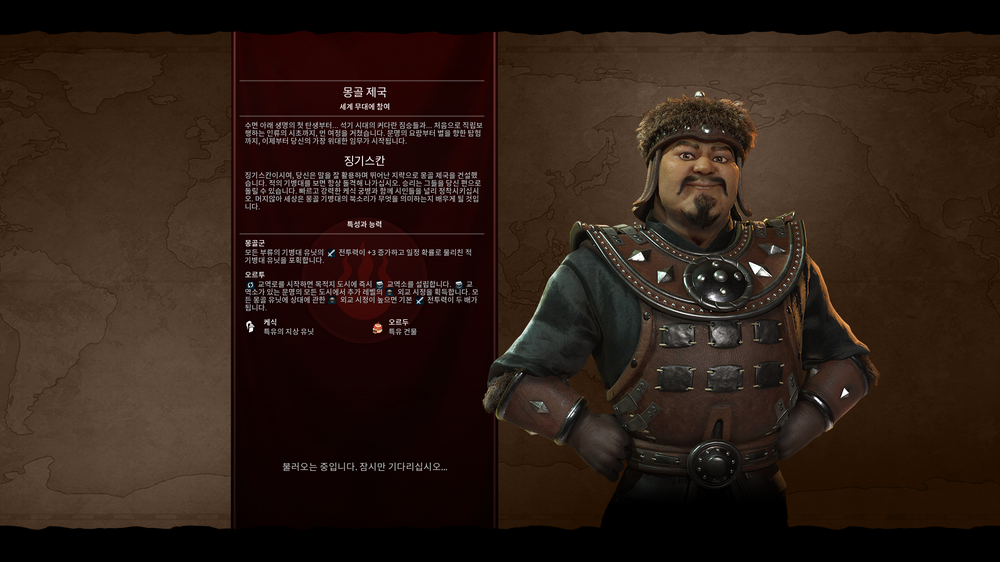 몽골 제국
세계 무대에 참여
수면 아래 생명의 첫 탄생부터... 석기 시대의 커다란 짐승들과... 처음으로 직립보
행하는 인류의 시초까지, 먼 여정을 거쳤습니다. 문명의 요람부터 별을 향한 탐험
까지, 이제부터 당신의 가장 위대한 임무가 시작됩니다.
징기스칸
징기스칸이시여, 당신은 말을 잘 활용하며 뛰어난 지략으로 몽골 제국을 건설했
습니다. 적의 기병대를 보면 항상 돌격해 나가십시오. 승리는 그들을 당신 편으로
돌릴 수 있습니다. 빠르고 강력한 케식 궁병과 함께 시민들을 널리 정착시키십시
오. 머지않아 세상은 몽골 기병대의 북소리가 무엇을 의미하는지 배우게 될 것입
니다.
특성과 능력
몽골군
모든 부류의 기병대 유닛의 전투력이 +3 증가하고 일정 확률로 물리친 적
기병대 유닛을 포획합니다.
오르투
교역로를 시작하면 목적지 도시에 즉시 교역소를 설립합니다. 교
역소가 있는 문명의 모든 도시에서 추가 레벨의 외교 시정을 획득합니다. 모
든 몽골 유닛에 상대에 관한 외교 시정이 높으면 기본 전투력이 두 배가
됩니다.
케식
특유의 지상 유닛
오르두
특유 건물
불러오는 중입니다. 잠시만 기다리십시오...